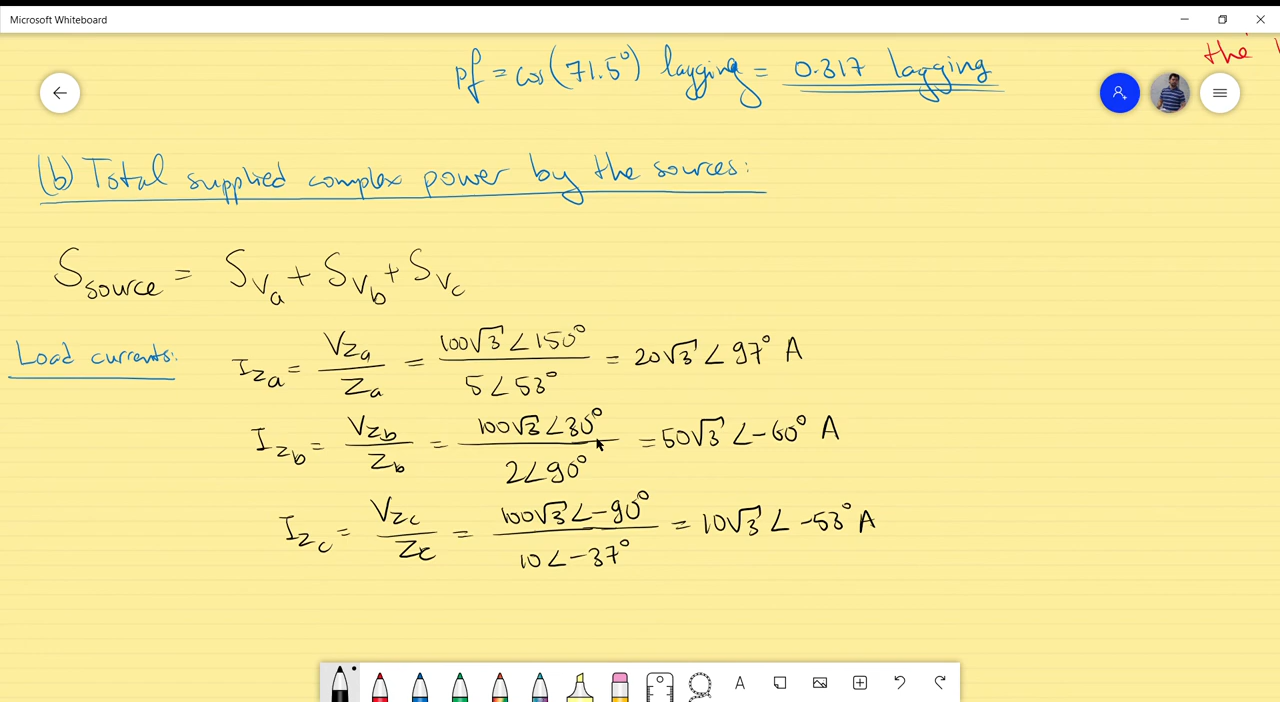 Microsoft Whiteboard
pf = cos(71.5°) lagging = 0.317 lagging
the
(b) Total supplied complex power by the sources:
S_source = S_Va + S_Vb + S_Vc
Load currents:
I_Za = V_Za / Z_a = 100√3 ∠150° / 5∠53° = 20√3 ∠97° A
I_Zb = V_Zb / Z_b = 100√3 ∠30° / 2∠90° = 50√3 ∠-60° A
I_Zc = V_Zc / Z_c = 100√3 ∠-90° / 10∠-37° = 10√3 ∠-53° A
A